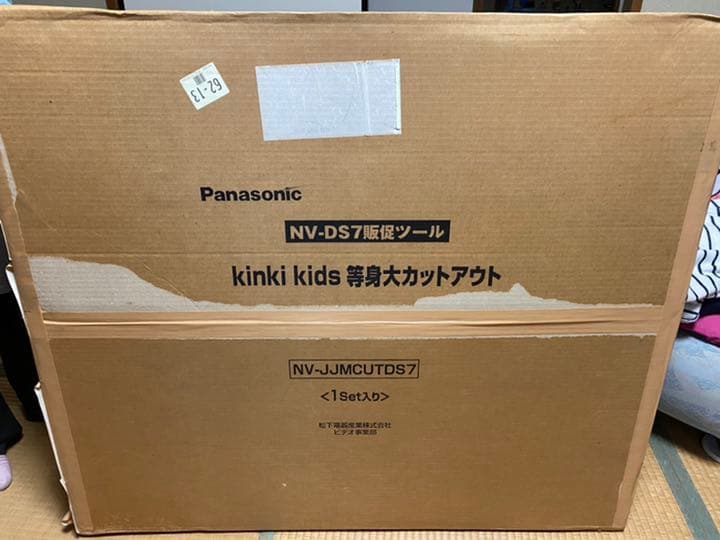 62-13
Panasonic
NV-DS7販促ツール
kinki kids 等身大カットアウト
NV-JJMCUTDS7
<1Set入り>
松下電器産業株式会社
ビデオ事業部